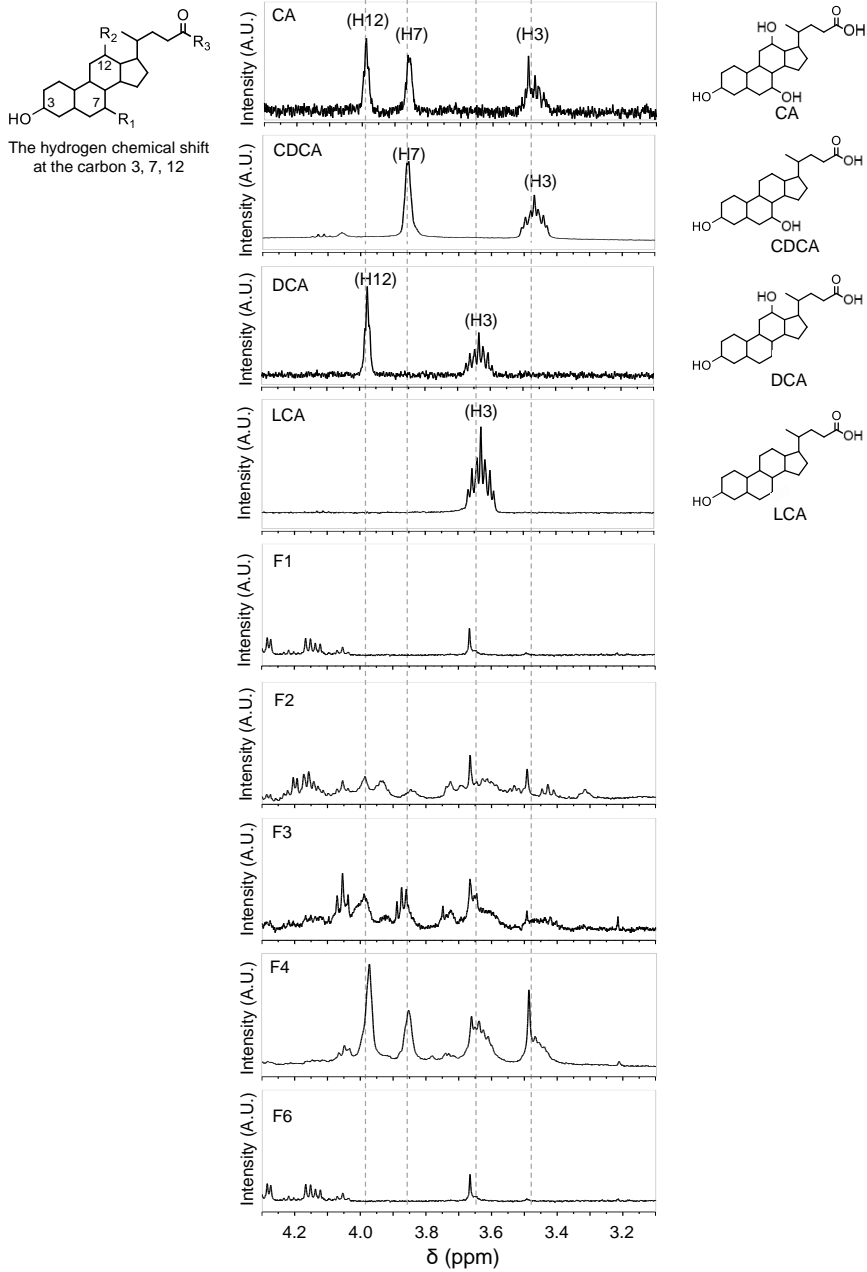 R₂
O
R₃
12
3
7
HO
R₁
The hydrogen chemical shift
at the carbon 3, 7, 12
Intensity (A.U.)
CA
(H12)
(H7)
(H3)
HO
O
OH
HO
OH
CA
Intensity (A.U.)
CDCA
(H7)
(H3)
O
OH
HO
OH
CDCA
Intensity (A.U.)
DCA
(H12)
(H3)
HO
O
OH
HO
DCA
Intensity (A.U.)
LCA
(H3)
O
OH
HO
LCA
Intensity (A.U.)
F1
Intensity (A.U.)
F2
Intensity (A.U.)
F3
Intensity (A.U.)
F4
Intensity (A.U.)
F6
4.2 4.0 3.8 3.6 3.4 3.2
δ (ppm)